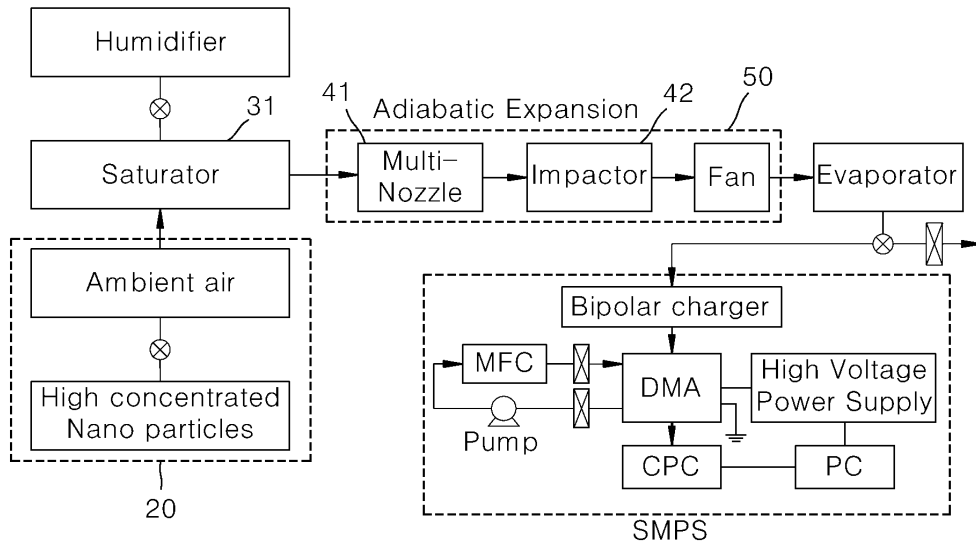 Humidifier
31
Saturator
Ambient air
High concentrated
Nano particles
20
Adiabatic Expansion
41
42
50
Multi-
Nozzle
Impactor
Fan
Evaporator
Bipolar charger
MFC
DMA
High Voltage
Power Supply
Pump
CPC
PC
SMPS